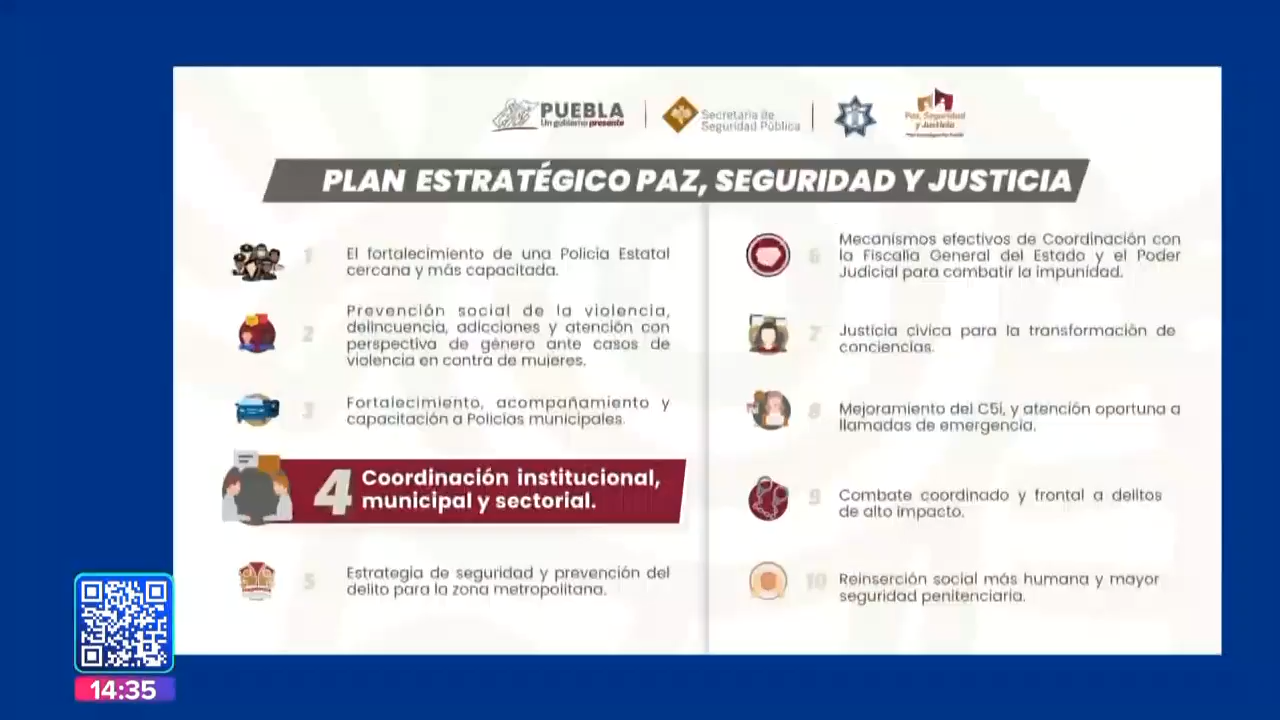 PUEBLA
Un gobierno presente
Secretaría de
Seguridad Pública
Paz, Seguridad
y Justicia
PLAN ESTRATÉGICO PAZ, SEGURIDAD Y JUSTICIA
1
El fortalecimiento de una Policía Estatal
cercana y más capacitada.
2
Prevención social de la violencia,
delincuencia, adicciones y atención con
perspectiva de género ante casos de
violencia en contra de mujeres.
3
Fortalecimiento, acompañamiento y
capacitación a Policías municipales.
4
Coordinación institucional,
municipal y sectorial.
5
Estrategia de seguridad y prevención del
delito para la zona metropolitana.
6
Mecanismos efectivos de Coordinación con
la Fiscalía General del Estado y el Poder
Judicial para combatir la impunidad.
7
Justicia cívica para la transformación de
conciencias.
8
Mejoramiento del C5i, y atención oportuna a
llamadas de emergencia.
9
Combate coordinado y frontal a delitos
de alto impacto.
10
Reinserción social más humana y mayor
seguridad penitenciaria.
14:35